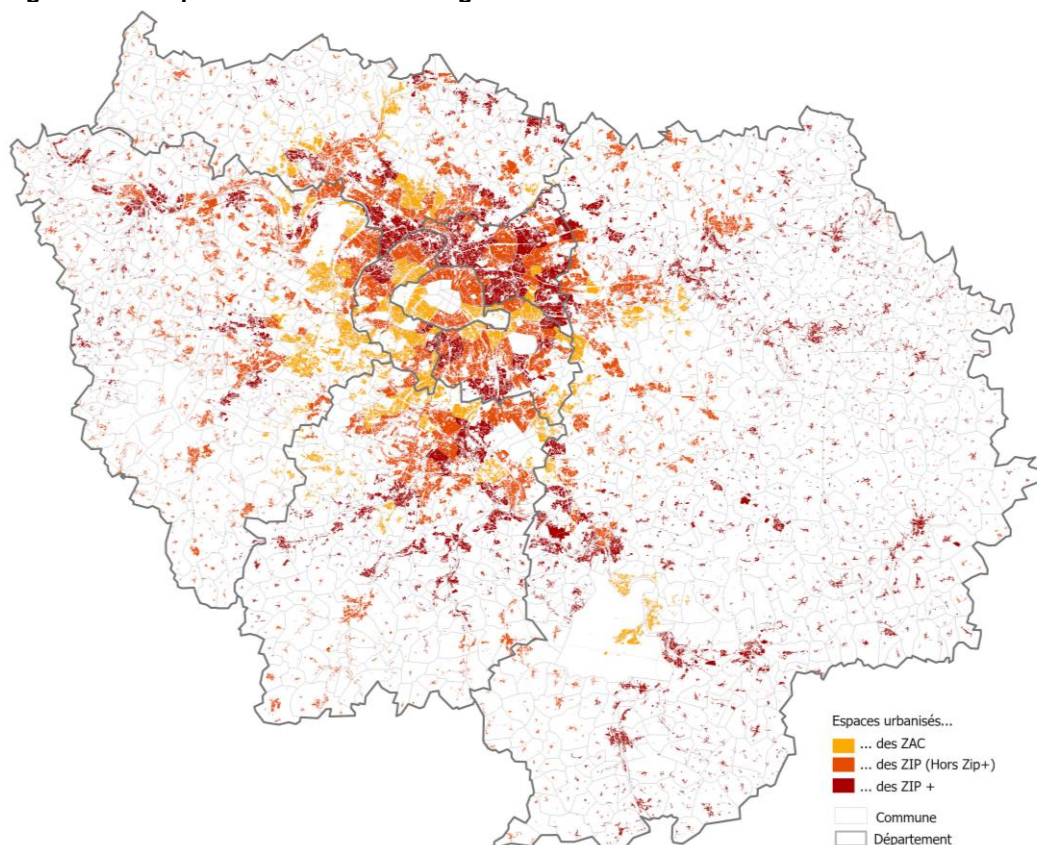 Espaces urbanisés...
... des ZAC
... des ZIP (Hors Zip+)
... des ZIP +
Commune
Département